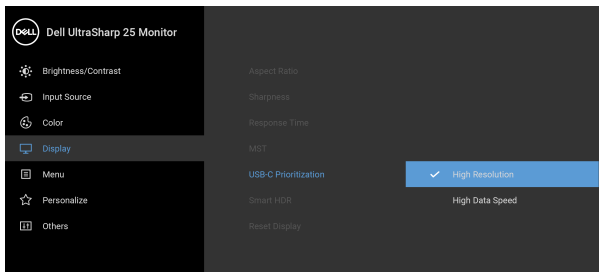 DELL Dell UltraSharp 25 Monitor
Brightness/Contrast
Input Source
Color
Display
Menu
Personalize
Others
Aspect Ratio
Sharpness
Response Time
MST
USB-C Prioritization
Smart HDR
Reset Display
High Resolution
High Data Speed